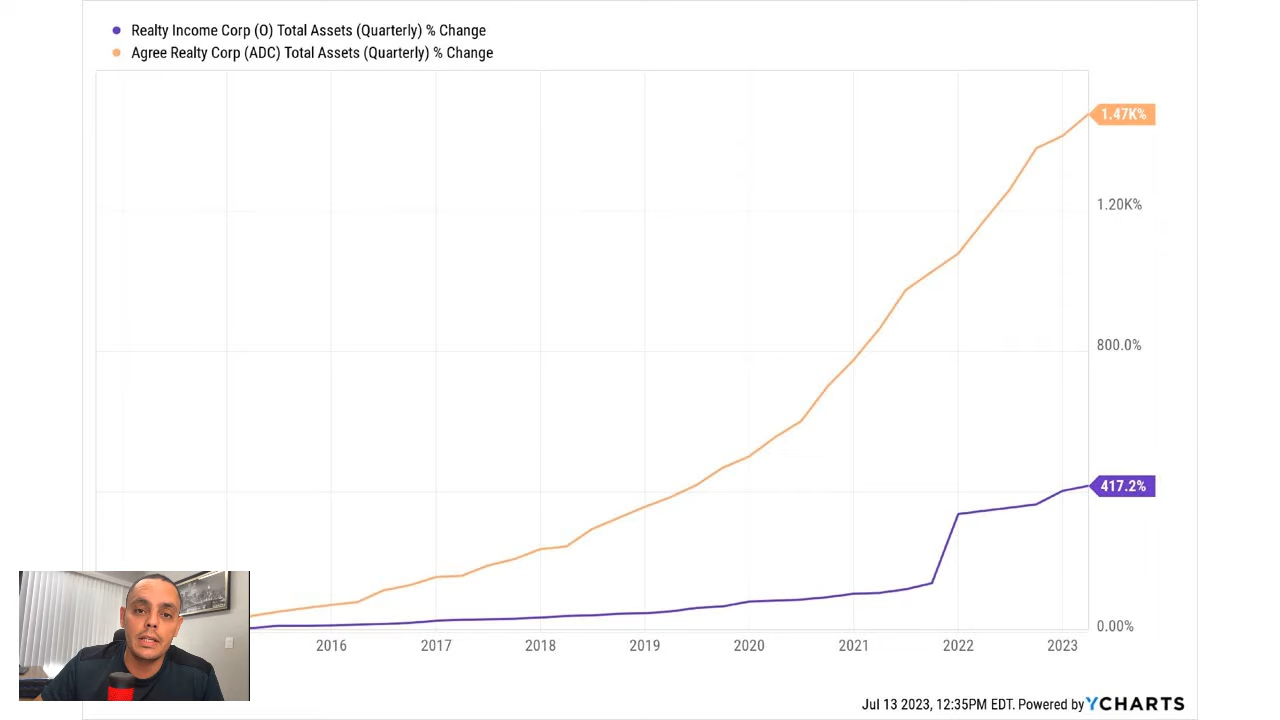 Realty Income Corp (O) Total Assets (Quarterly) % Change
Agree Realty Corp (ADC) Total Assets (Quarterly) % Change
1.47K%
1.20K%
800.0%
417.2%
0.00%
2016 2017 2018 2019 2020 2021 2022 2023
Jul 13 2023, 12:35PM EDT. Powered by YCHARTS